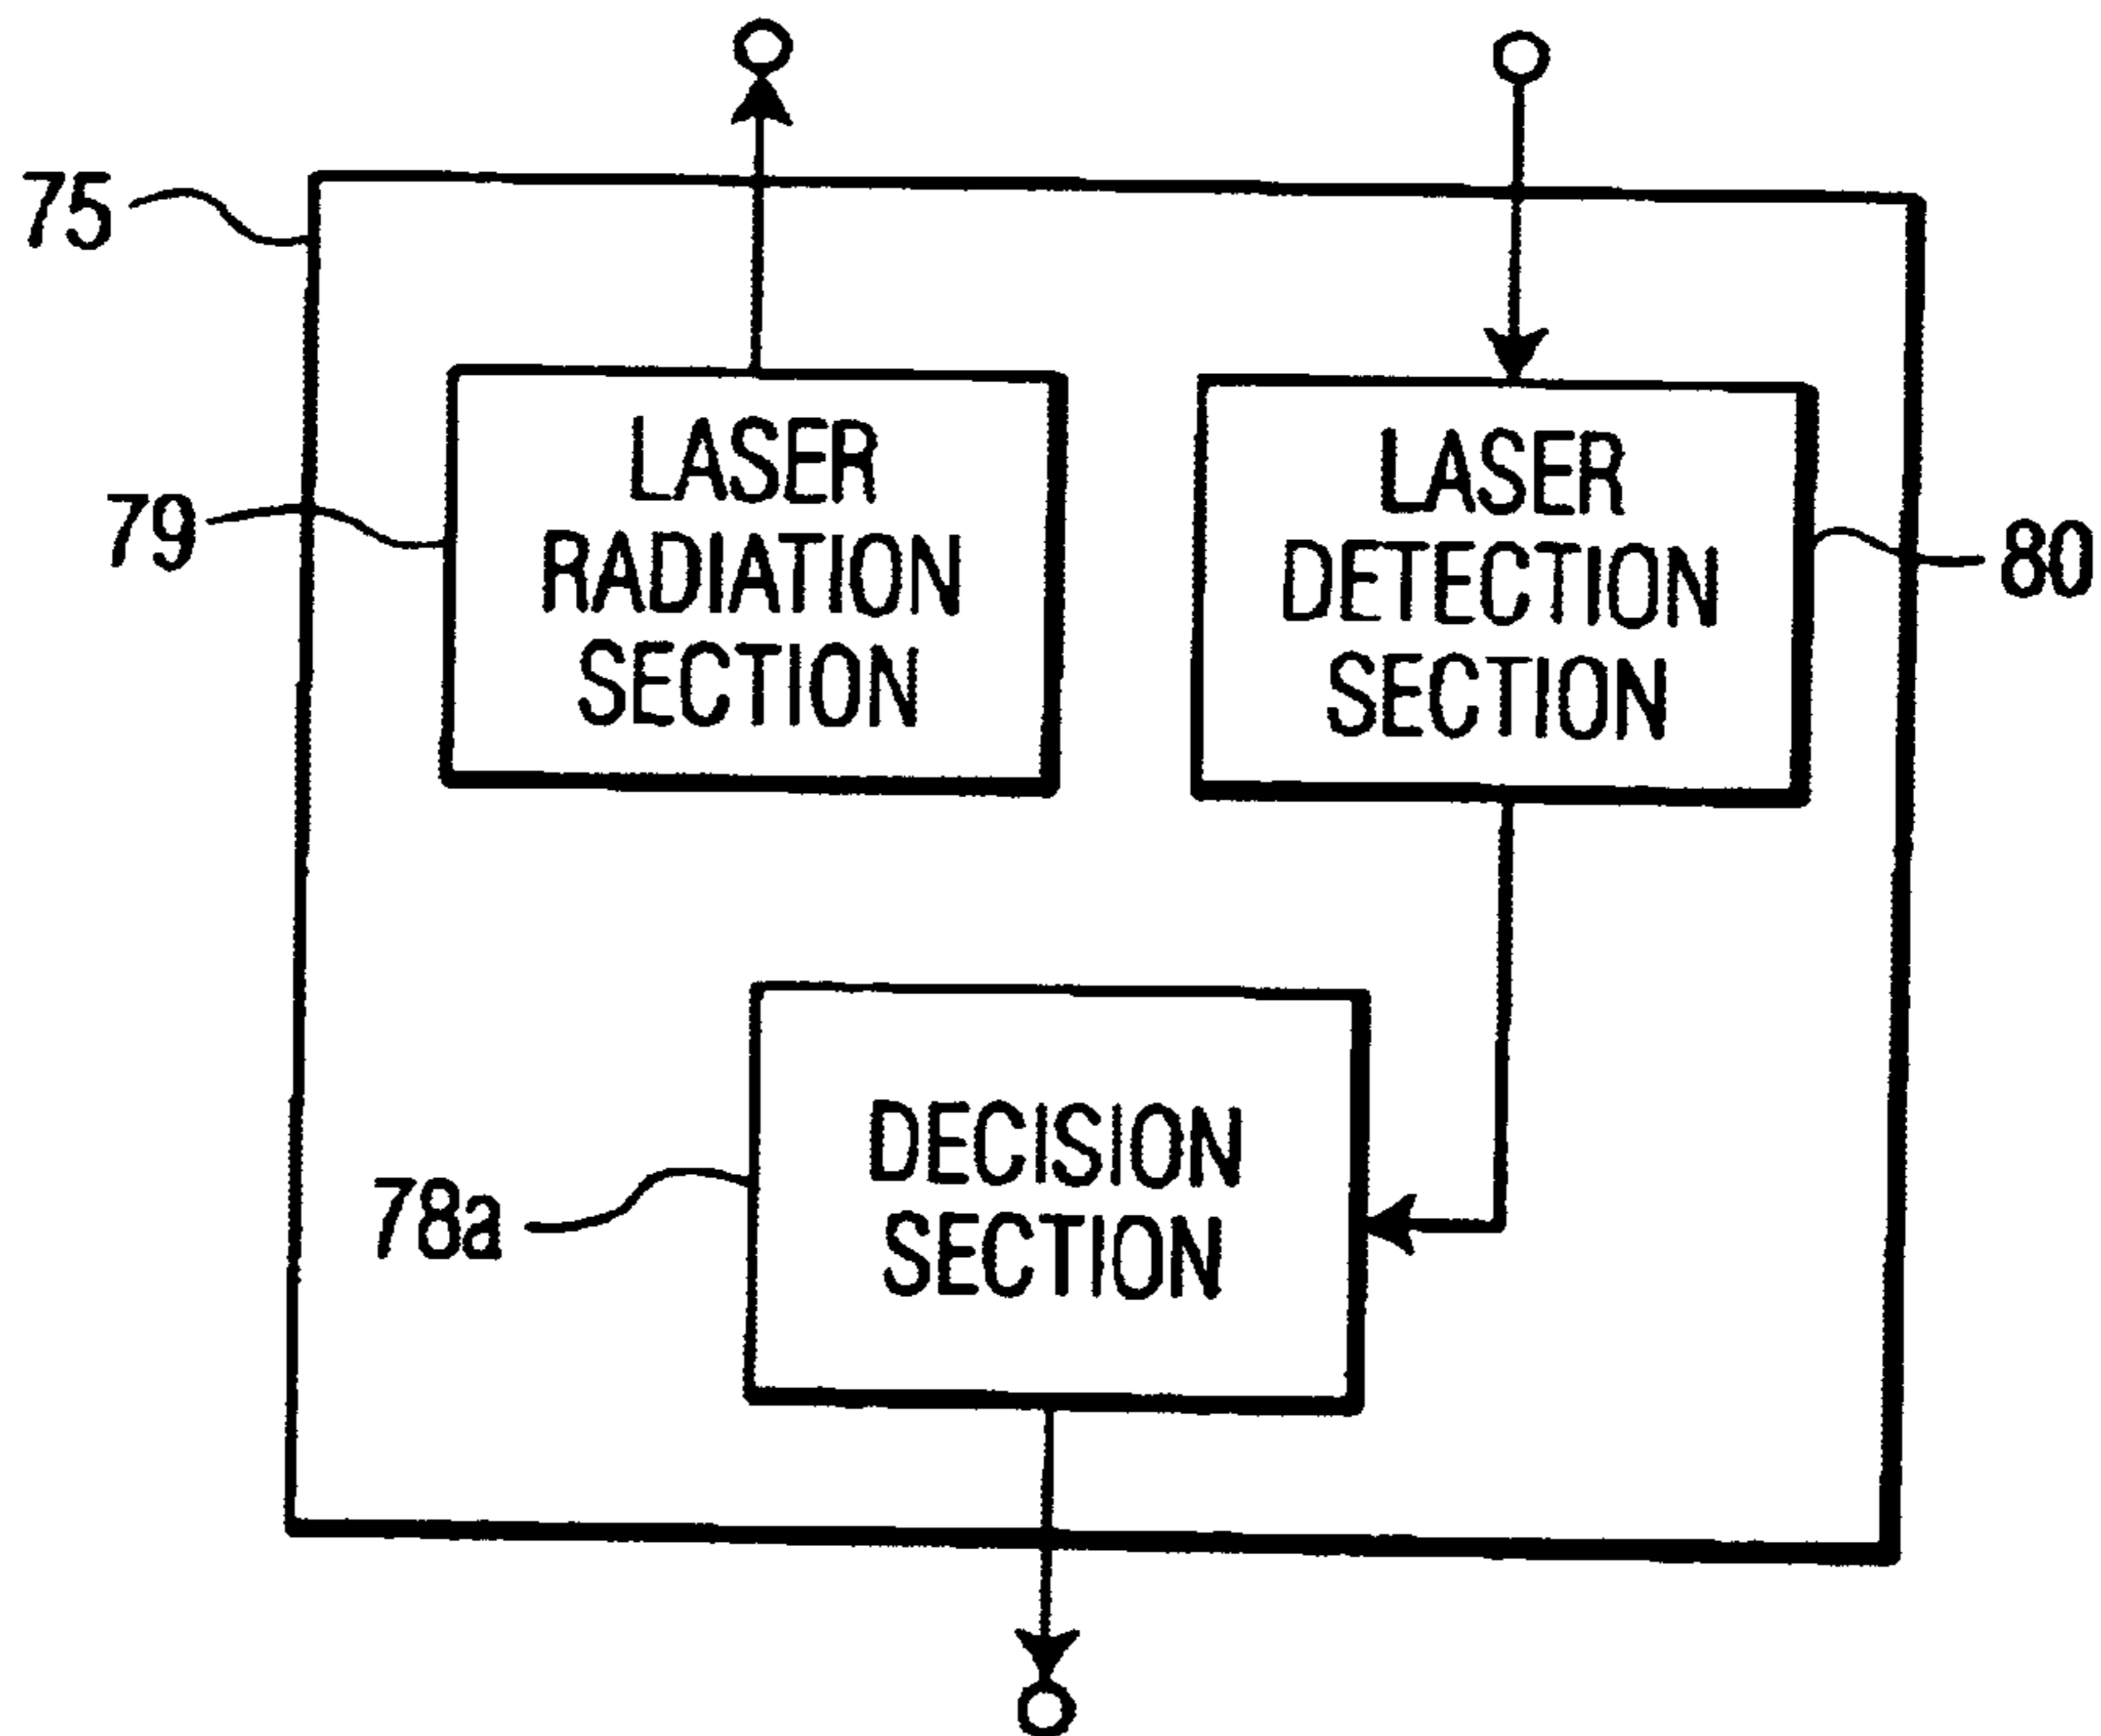 75
79
LASER
RADIATION
SECTION
LASER
DETECTION
SECTION
80
78a
DECISION
SECTION